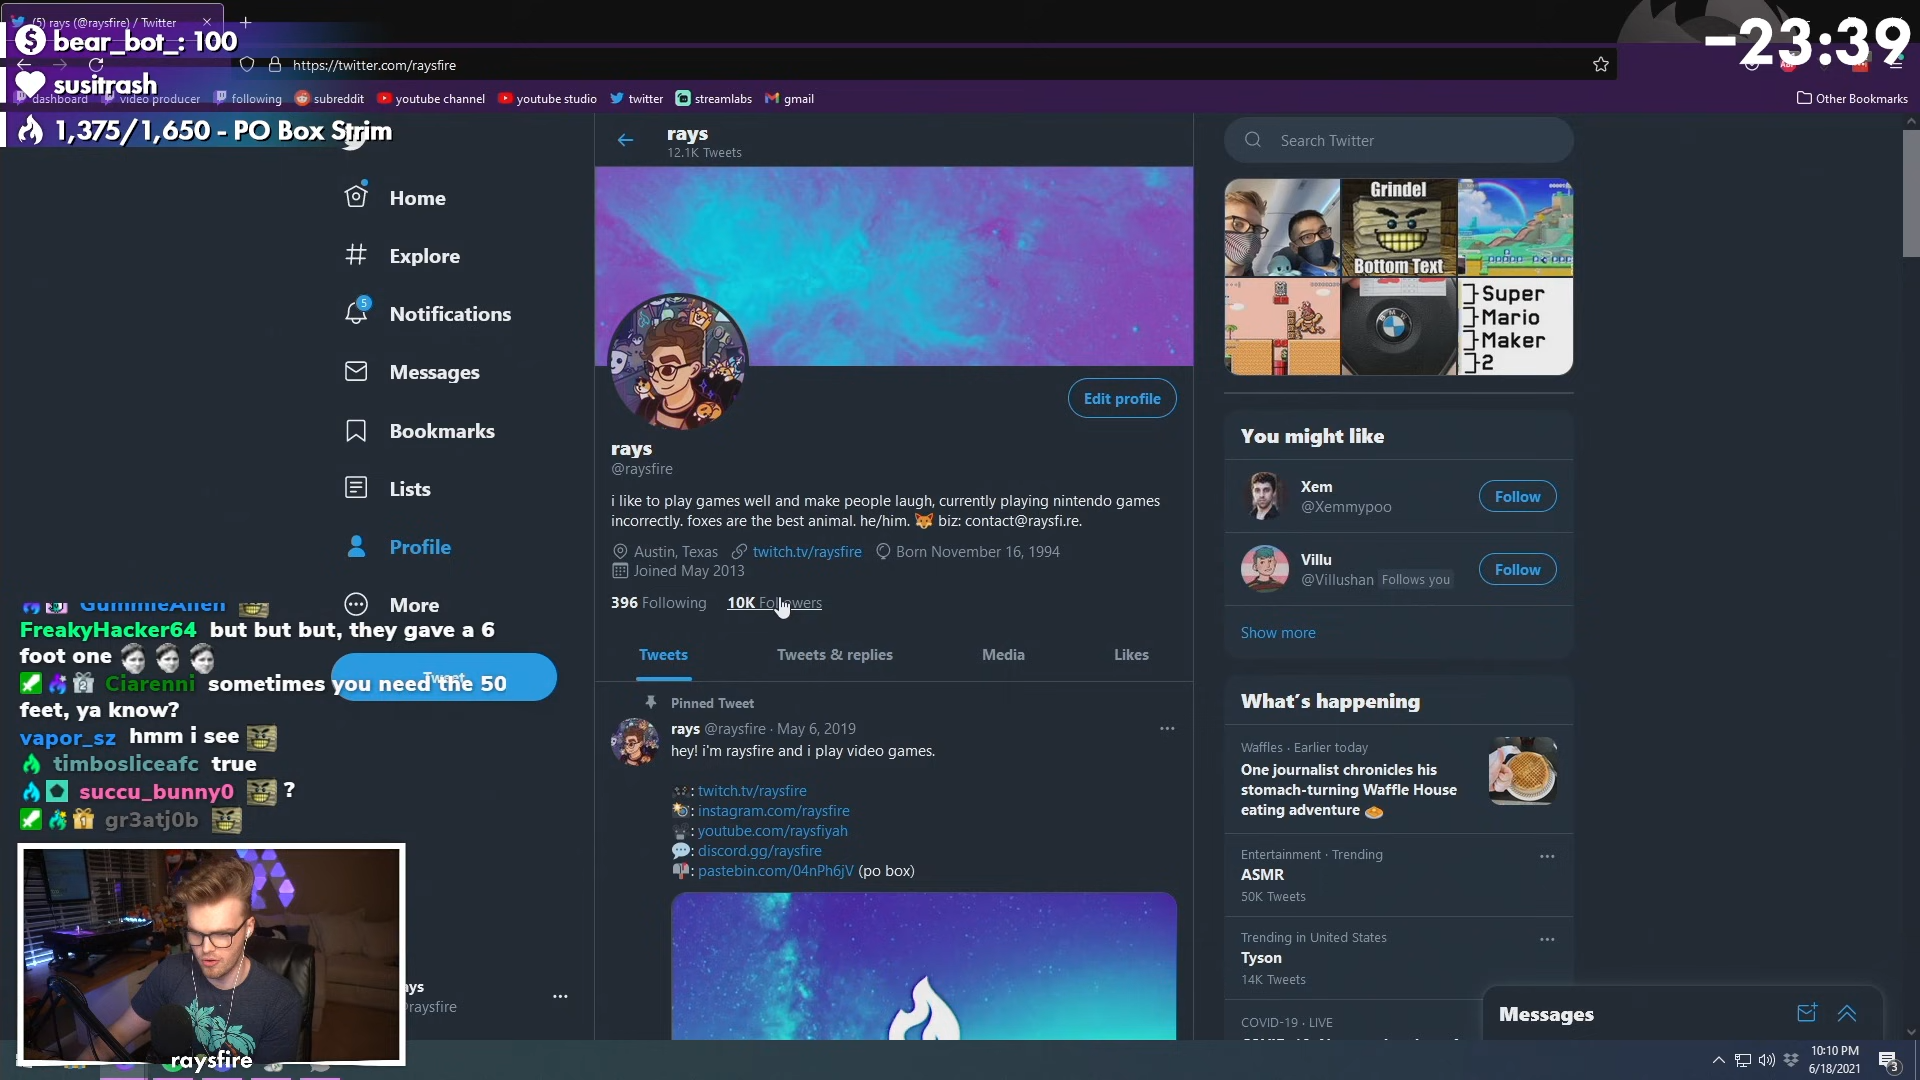 (5) rays (@raysfire) / Twitter
bear_bot_: 100
-23:39
https://twitter.com/raysfire
susitrash
dashboard
video producer
following
subreddit
youtube channel
youtube studio
twitter
streamlabs
gmail
Other Bookmarks
1,375/1,650 - PO Box Strim
rays
12.1K Tweets
Search Twitter
Home
Explore
5
Notifications
Messages
Bookmarks
Lists
Profile
More
Tweet
Grindel
Bottom Text
Super
Mario
Maker
2
Edit profile
rays
@raysfire
i like to play games well and make people laugh, currently playing nintendo games
incorrectly. foxes are the best animal. he/him. 🦊 biz: contact@raysfi.re.
Austin, Texas
twitch.tv/raysfire
Born November 16, 1994
Joined May 2013
396 Following
10K Followers
Tweets
Tweets & replies
Media
Likes
Pinned Tweet
rays @raysfire · May 6, 2019
hey! i'm raysfire and i play video games.
: twitch.tv/raysfire
: instagram.com/raysfire
: youtube.com/raysfiyah
: discord.gg/raysfire
: pastebin.com/04nPh6jV (po box)
You might like
Xem
@Xemmypoo
Follow
Villu
@Villushan Follows you
Follow
Show more
What's happening
Waffles · Earlier today
One journalist chronicles his
stomach-turning Waffle House
eating adventure
Entertainment · Trending
ASMR
50K Tweets
Trending in United States
Tyson
14K Tweets
COVID-19 · LIVE
Messages
GummieAlien
FreakyHacker64 but but but, they gave a 6
foot one
Ciarenni sometimes you need the 50
feet, ya know?
vapor_sz hmm i see
timbosliceafc true
succu_bunny0 ?
gr3atj0b
raysfire
10:10 PM
6/18/2021
3